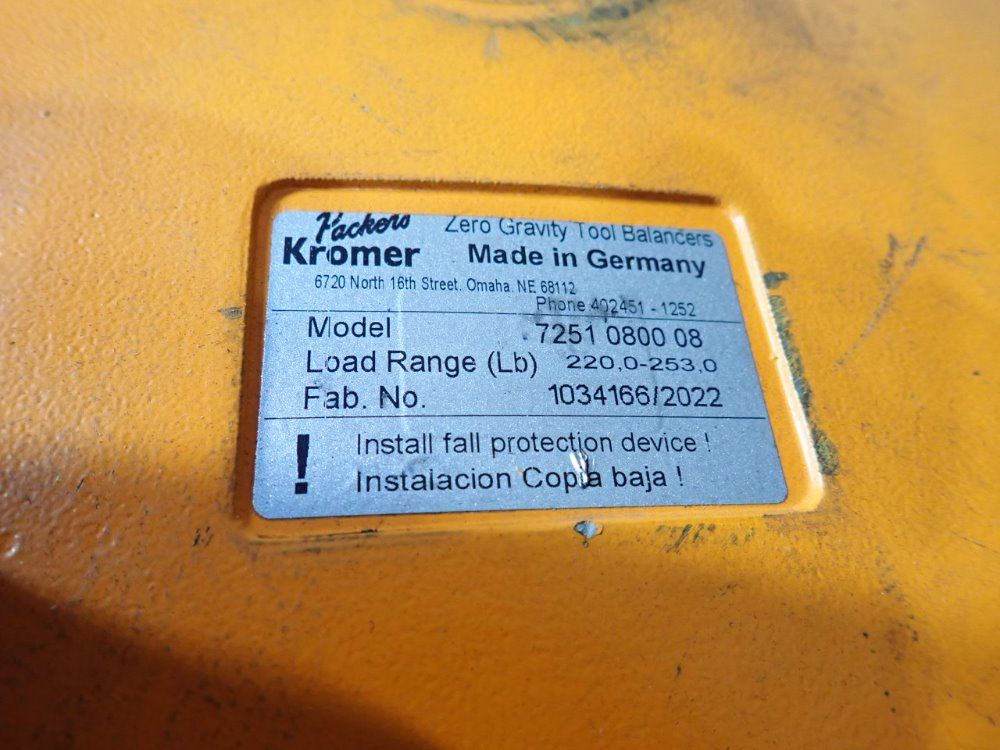 Packers Zero Gravity Tool Balancers
Kromer Made in Germany
6720 North 16th Street. Omaha NE 68112
Phone 402451 - 1252
Model 7251 0800 08
Load Range (Lb) 220,0-253,0
Fab. No. 1034166/2022
! Install fall protection device !
Instalacion Copia baja !